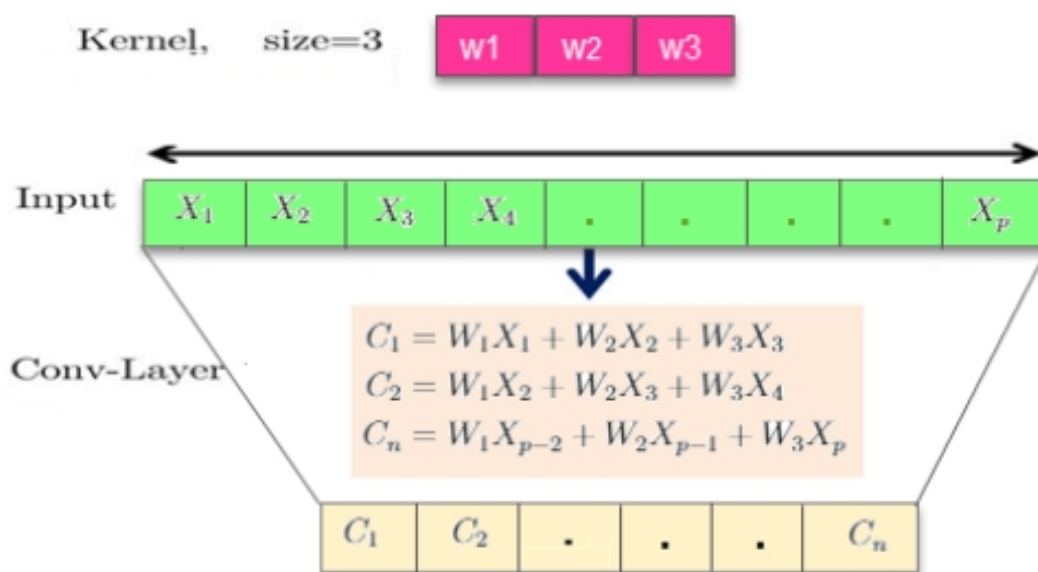 Kernel, size=3 w1 w2 w3
Input X₁ X₂ X₃ X₄ . . . . Xₚ
C₁ = W₁X₁ + W₂X₂ + W₃X₃
Conv-Layer
C₂ = W₁X₂ + W₂X₃ + W₃X₄
Cₙ = W₁Xₚ₋₂ + W₂Xₚ₋₁ + W₃Xₚ
C₁ C₂ . . . Cₙ